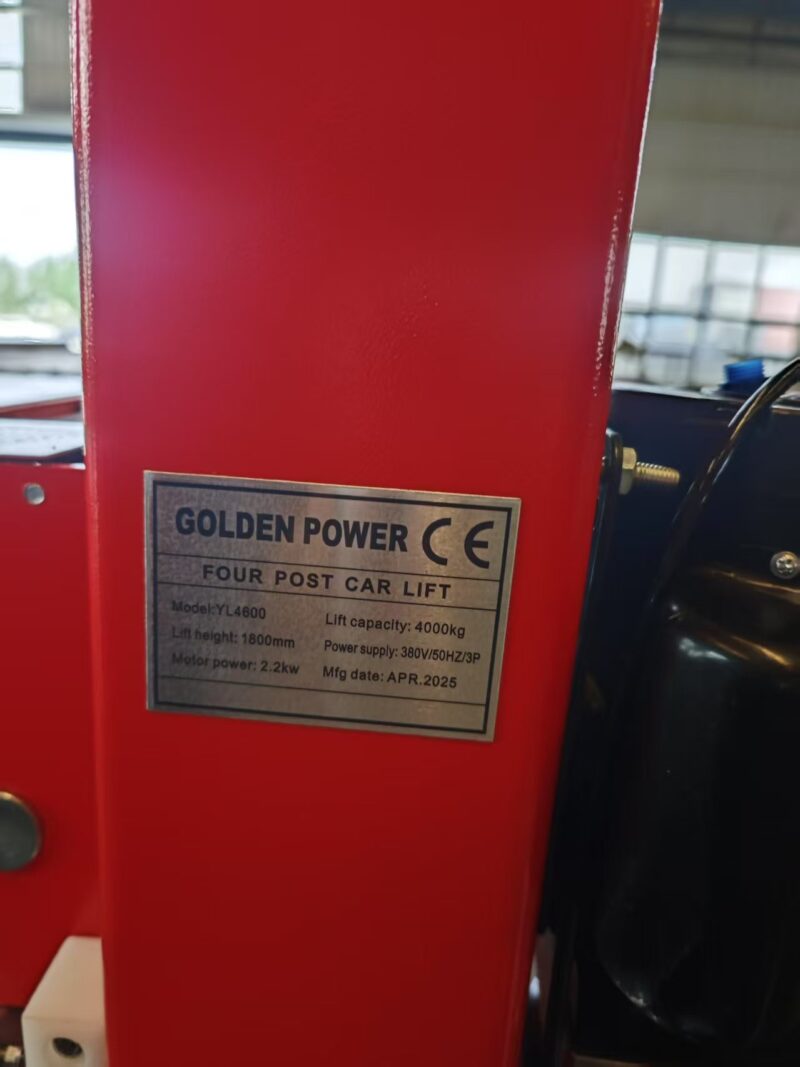 GOLDEN POWER CE
FOUR POST CAR LIFT
Model:YL4600 Lift capacity: 4000kg
Lift height: 1800mm Power supply: 380V/50HZ/3P
Motor power: 2.2kw Mfg date: APR.2025